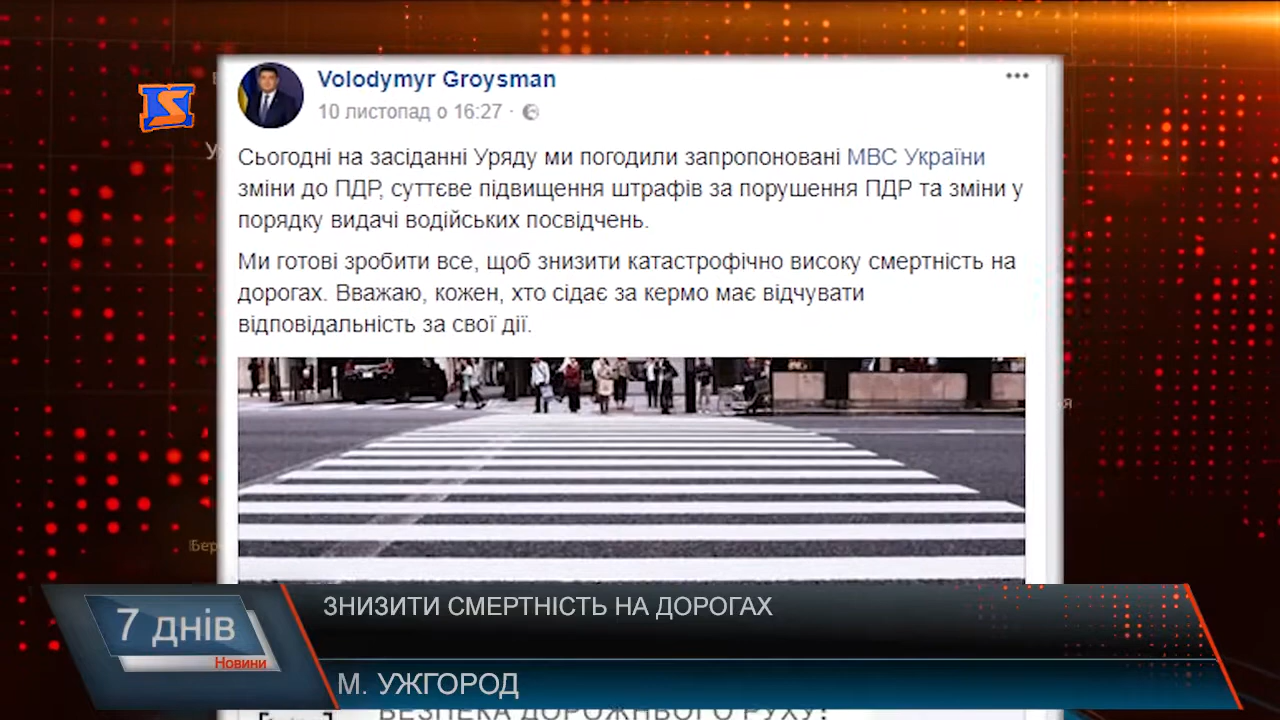 Volodymyr Groysman
10 листопад о 16:27 ·
Сьогодні на засіданні Уряду ми погодили запропоновані МВС України
зміни до ПДР, суттєве підвищення штрафів за порушення ПДР та зміни у
порядку видачі водійських посвідчень.
Ми готові зробити все, щоб знизити катастрофічно високу смертність на
дорогах. Вважаю, кожен, хто сідає за кермо має відчувати
відповідальність за свої дії.
ЗНИЗИТИ СМЕРТНІСТЬ НА ДОРОГАХ
7 днів
Новини
М. УЖГОРОД
БЕЗПЕКА ДОРОЖНЬОГО РУХУ: